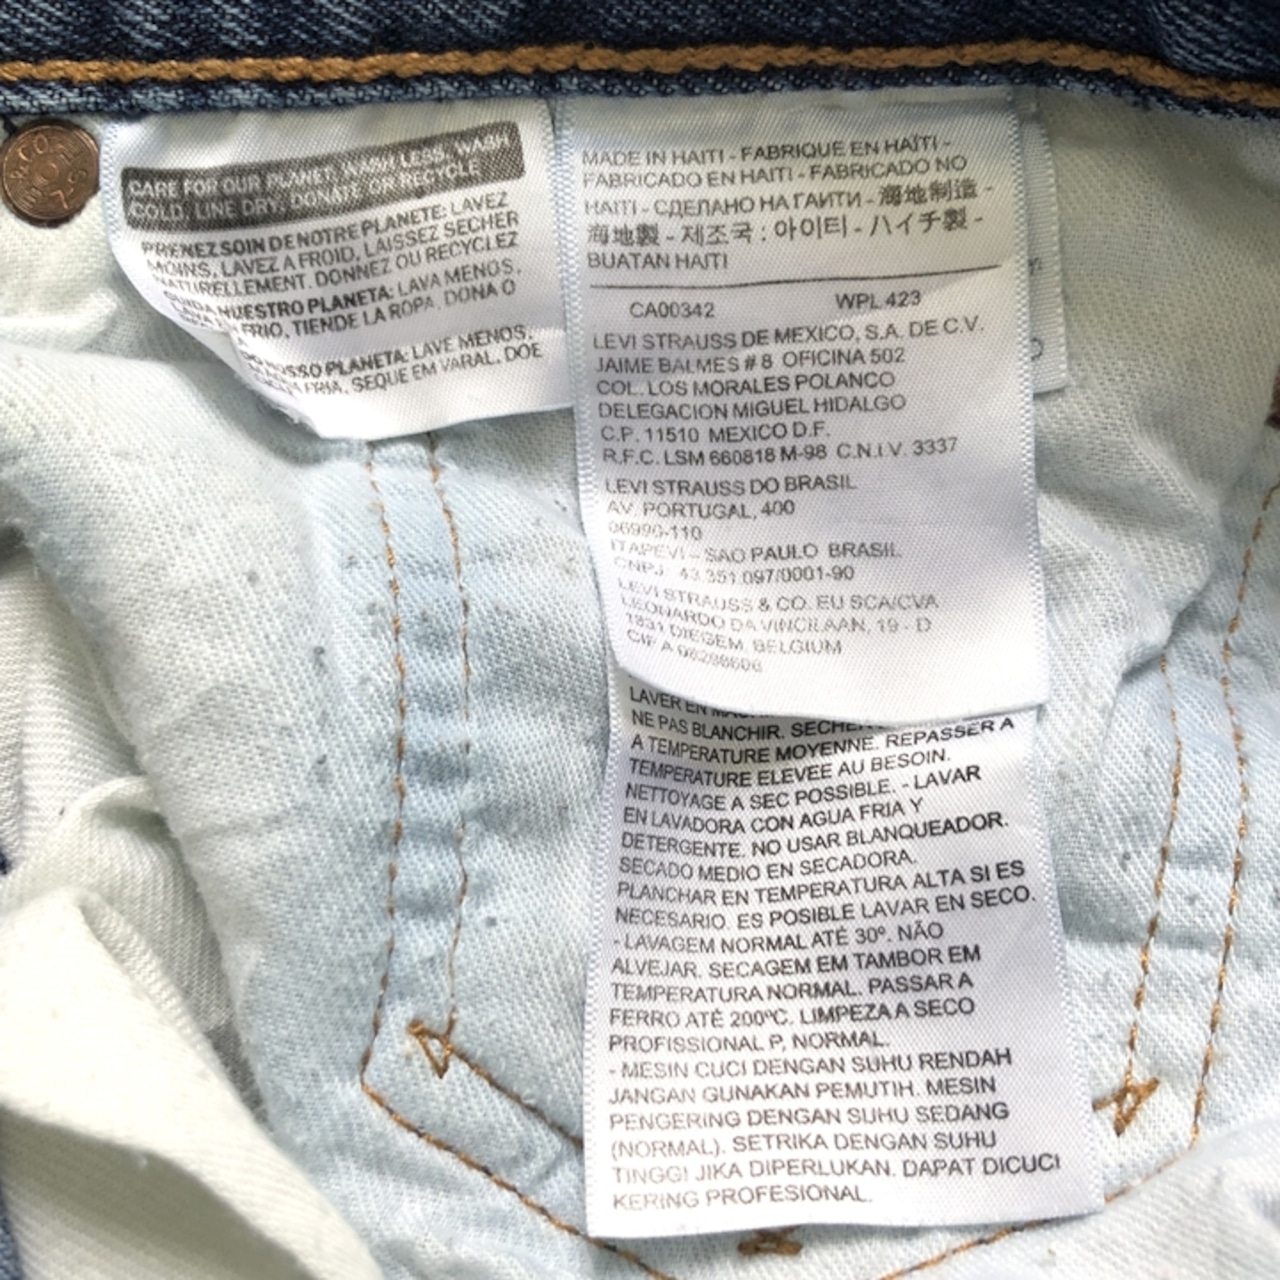 CARE FOR OUR PLANET, WASH LESS, WASH
COLD, LINE DRY, DONATE OR RECYCLE
PRENEZ SOIN DE NOTRE PLANETE: LAVEZ
MOINS, LAVEZ A FROID, LAISSEZ SECHER
NATURELLEMENT. DONNEZ OU RECYCLEZ
NUESTRO PLANETA: LAVA MENOS,
FRIO, TIENDE LA ROPA, DONA O
NOSSO PLANETA: LAVE MENOS,
FRIA, SEQUE EM VARAL, DOE
MADE IN HAITI - FABRIQUE EN HAÏTI -
FABRICADO EN HAITI - FABRICADO NO
HAITI - СДЕЛАНО НА ГАИТИ - 海地制造 -
海地製 - 제조국 : 아이티 - ハイチ製 -
BUATAN HAITI
CA00342 WPL 423
LEVI STRAUSS DE MEXICO, S.A. DE C.V.
JAIME BALMES # 8 OFICINA 502
COL. LOS MORALES POLANCO
DELEGACION MIGUEL HIDALGO
C.P. 11510 MEXICO D.F.
R.F.C. LSM 660818 M-98 C.N.I.V. 3337
LEVI STRAUSS DO BRASIL
AV. PORTUGAL, 400
06990-110
ITAPEVI - SAO PAULO BRASIL
CNPJ 43.351.097/0001-90
LEVI STRAUSS & CO. EU SCA/CVA
LEONARDO DA VINCILAAN, 19 - D
1831 DIEGEM, BELGIUM
CIF A
LAVER EN
NE PAS BLANCHIR. SECHER
A TEMPERATURE MOYENNE. REPASSER A
TEMPERATURE ELEVEE AU BESOIN.
NETTOYAGE A SEC POSSIBLE. - LAVAR
EN LAVADORA CON AGUA FRIA Y
DETERGENTE. NO USAR BLANQUEADOR.
SECADO MEDIO EN SECADORA.
PLANCHAR EN TEMPERATURA ALTA SI ES
NECESARIO. ES POSIBLE LAVAR EN SECO.
- LAVAGEM NORMAL ATÉ 30º. NÃO
ALVEJAR. SECAGEM EM TAMBOR EM
TEMPERATURA NORMAL. PASSAR A
FERRO ATÉ 200ºC. LIMPEZA A SECO
PROFISSIONAL P, NORMAL.
- MESIN CUCI DENGAN SUHU RENDAH
JANGAN GUNAKAN PEMUTIH. MESIN
PENGERING DENGAN SUHU SEDANG
(NORMAL). SETRIKA DENGAN SUHU
TINGGI JIKA DIPERLUKAN. DAPAT DICUCI
KERING PROFESIONAL.